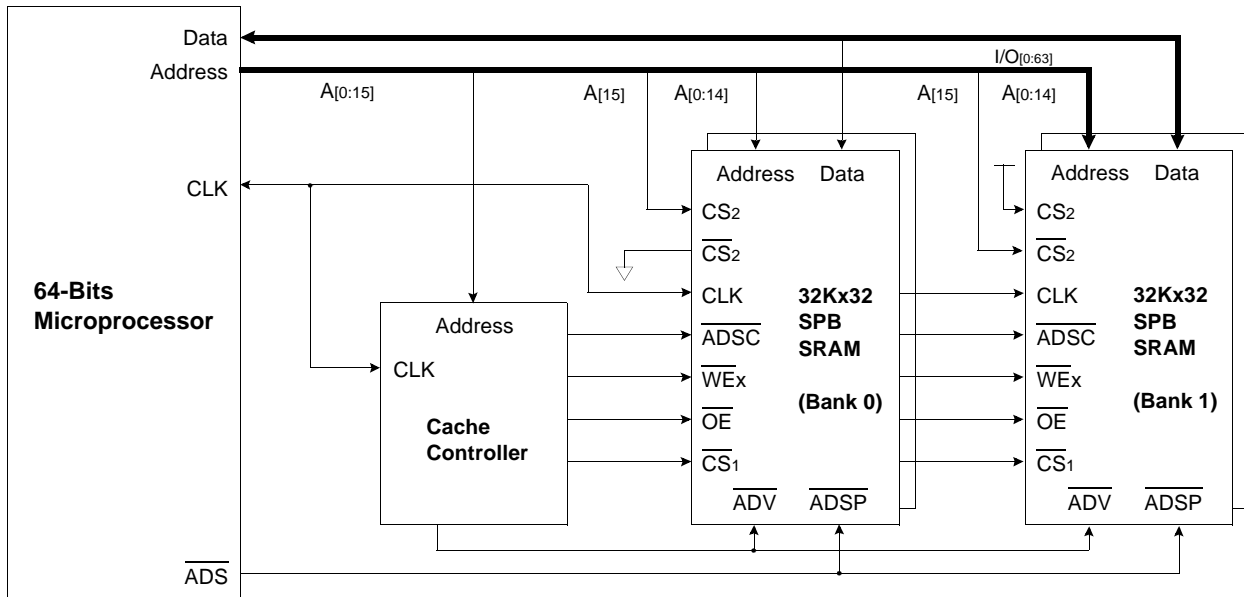 Data
Address
I/O[0:63]
A[0:15]
A[15]
A[0:14]
A[15]
A[0:14]
CLK
64-Bits
Microprocessor
ADS
Address
CLK
Cache
Controller
Address Data
CS2
CS2
CLK
ADSC
WEx
OE
CS1
ADV ADSP
32Kx32
SPB
SRAM
(Bank 0)
Address Data
CS2
CS2
CLK
ADSC
WEx
OE
CS1
ADV ADSP
32Kx32
SPB
SRAM
(Bank 1)